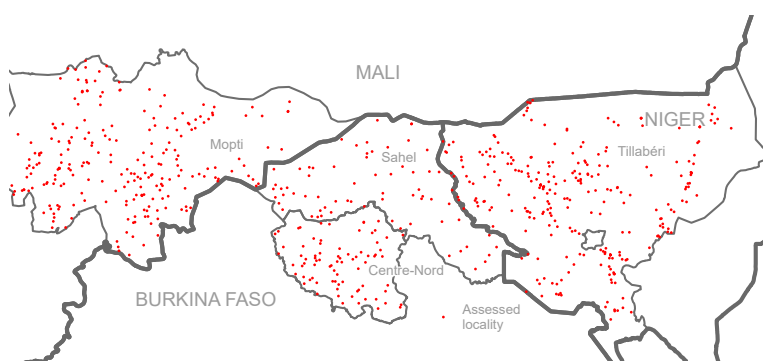 MALI
NIGER
Mopti
Sahel
Tillabéri
Centre-Nord
BURKINA FASO
Assessed
locality